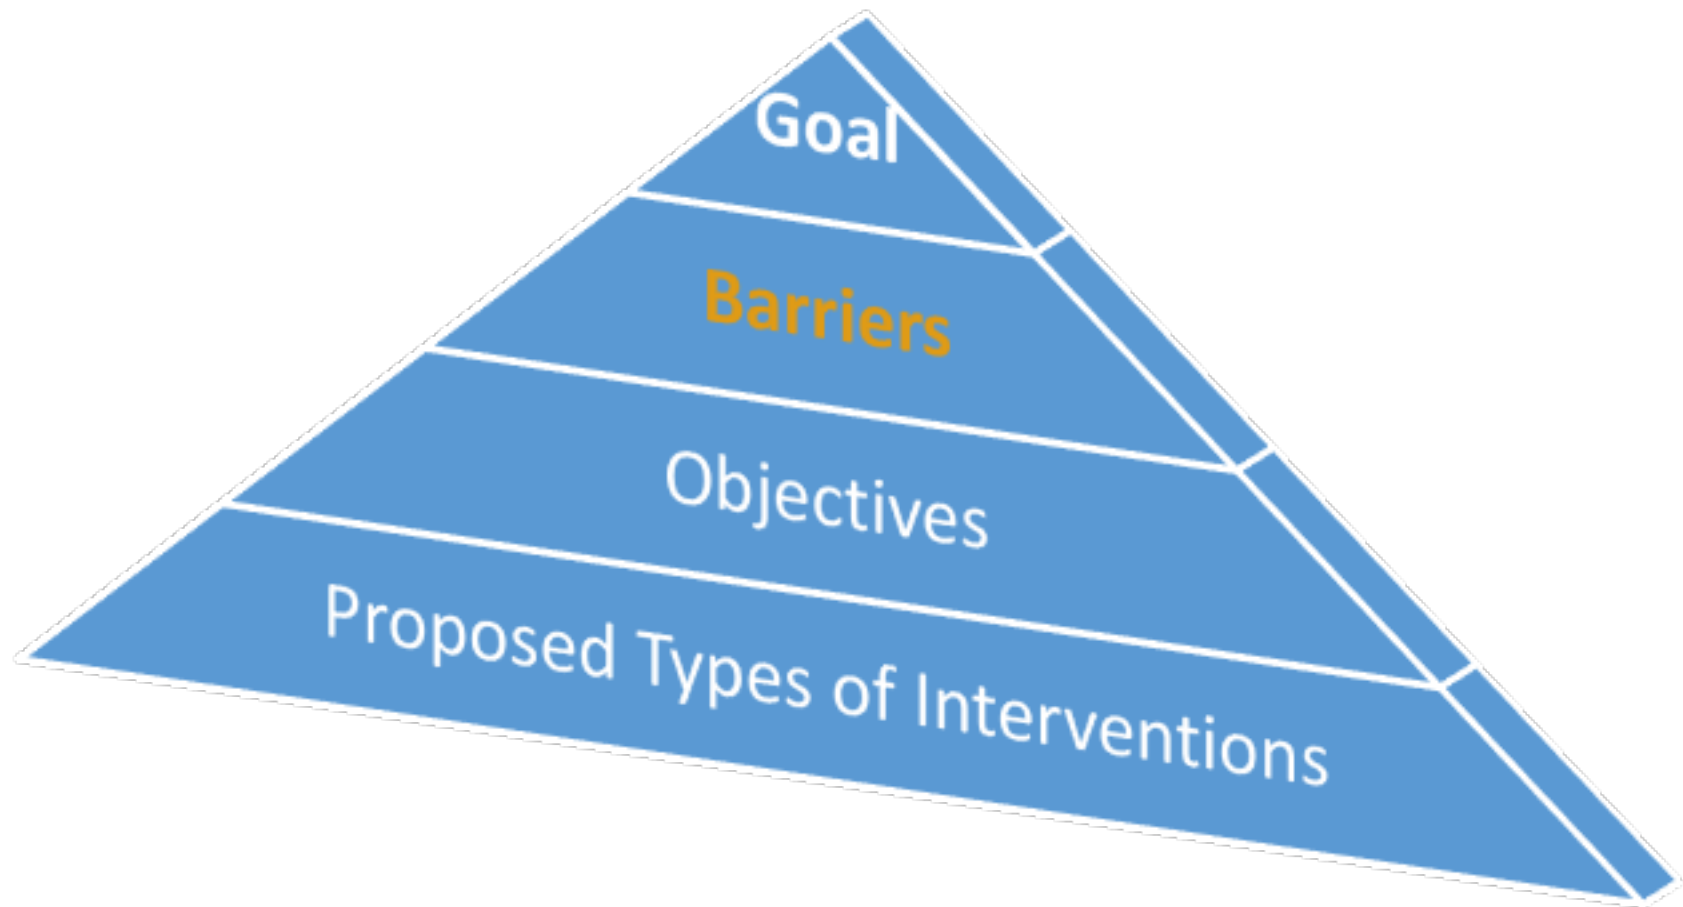 Goal
Barriers
Objectives
Proposed Types of Interventions